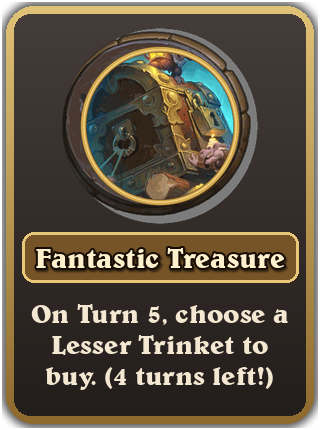 Fantastic Treasure
On Turn 5, choose a
Lesser Trinket to
buy. (4 turns left!)